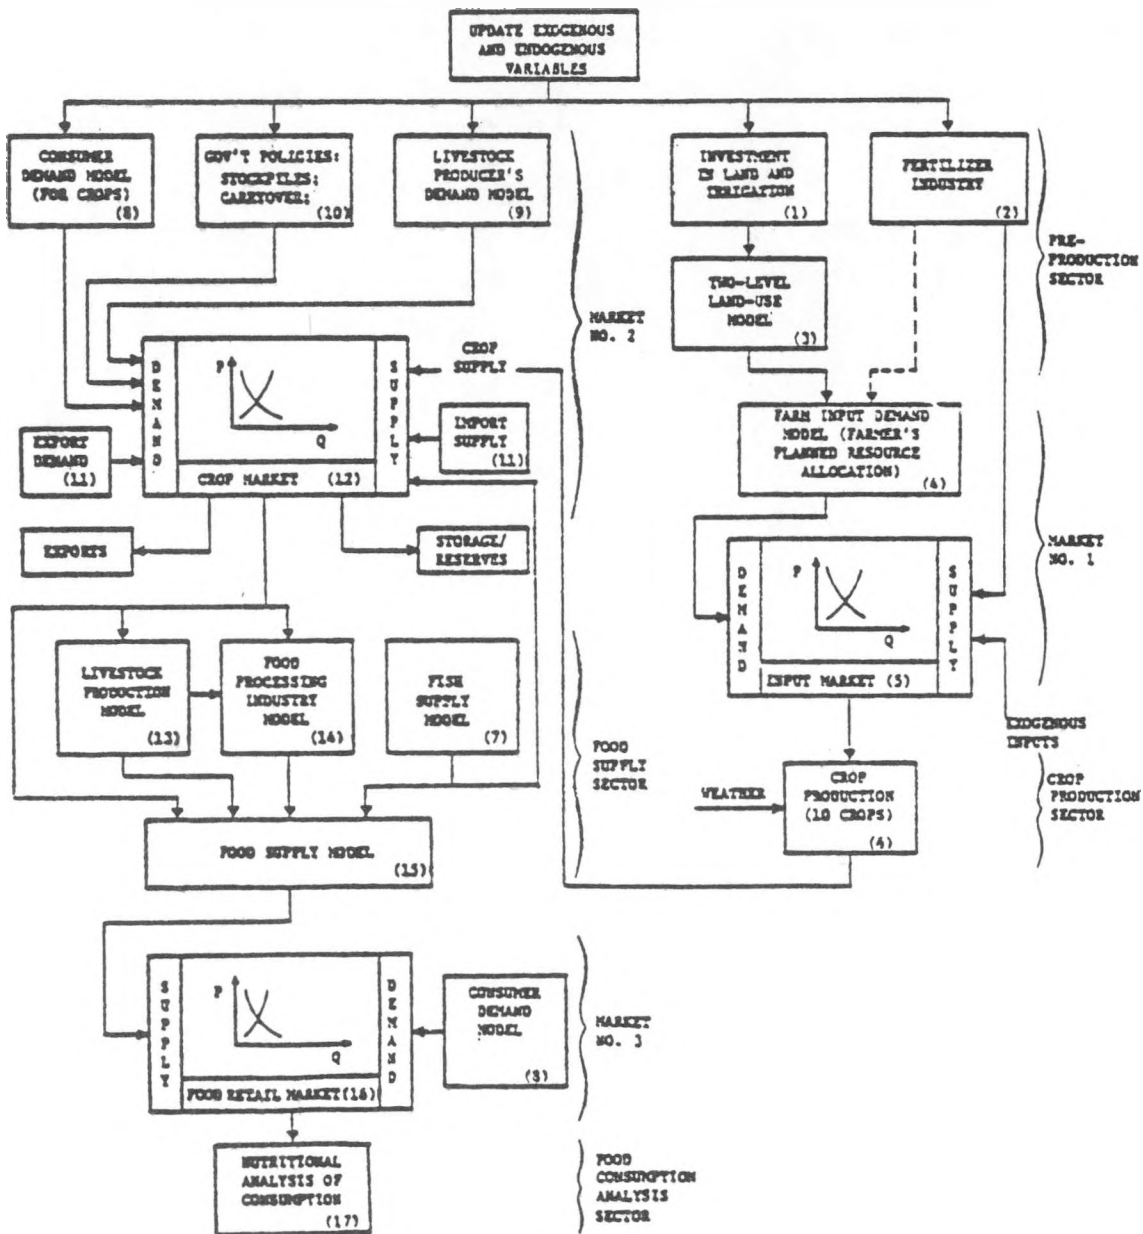 UPDATE EXOGENOUS
AND ENDOGENOUS
VARIABLES
CONSUMER
DEMAND MODEL
(FOR CROPS)
(8)
GOV'T POLICIES:
STOCKPILES;
CAREYOVER;
(10)
LIVESTOCK
PRODUCER'S
DEMAND MODEL
(9)
INVESTMENT
IN LAND AND
IRRIGATION
(1)
FERTILIZER
INDUSTRY
(2)
PRE-
PRODUCTION
SECTOR
TWO-LEVEL
LAND-USE
MODEL
(3)
MARKET
NO. 2
DEMAND
P
Q
SUPPLY
CROP MARKET (12)
CROP
SUPPLY
IMPORT
SUPPLY
(11)
EXPORT
DEMAND
(11)
EXPORTS
STORAGE/
RESERVES
FARM INPUT DEMAND
MODEL (FARMER'S
PLANNED RESOURCE
ALLOCATION)
(4)
MARKET
NO. 1
DEMAND
P
Q
SUPPLY
INPUT MARKET (5)
EXOGENOUS
INPUTS
LIVESTOCK
PRODUCTION
MODEL
(13)
FOOD
PROCESSING
INDUSTRY
MODEL
(14)
FISH
SUPPLY
MODEL
(7)
FOOD
SUPPLY
SECTOR
WEATHER
CROP
PRODUCTION
(10 CROPS)
CROP
PRODUCTION
SECTOR
FOOD SUPPLY MODEL
(15)
SUPPLY
P
Q
DEMAND
FOOD RETAIL MARKET(16)
CONSUMER
DEMAND
MODEL
(8)
MARKET
NO. 3
NUTRITIONAL
ANALYSIS OF
CONSUMPTION
(17)
FOOD
CONSUMPTION
ANALYSIS
SECTOR